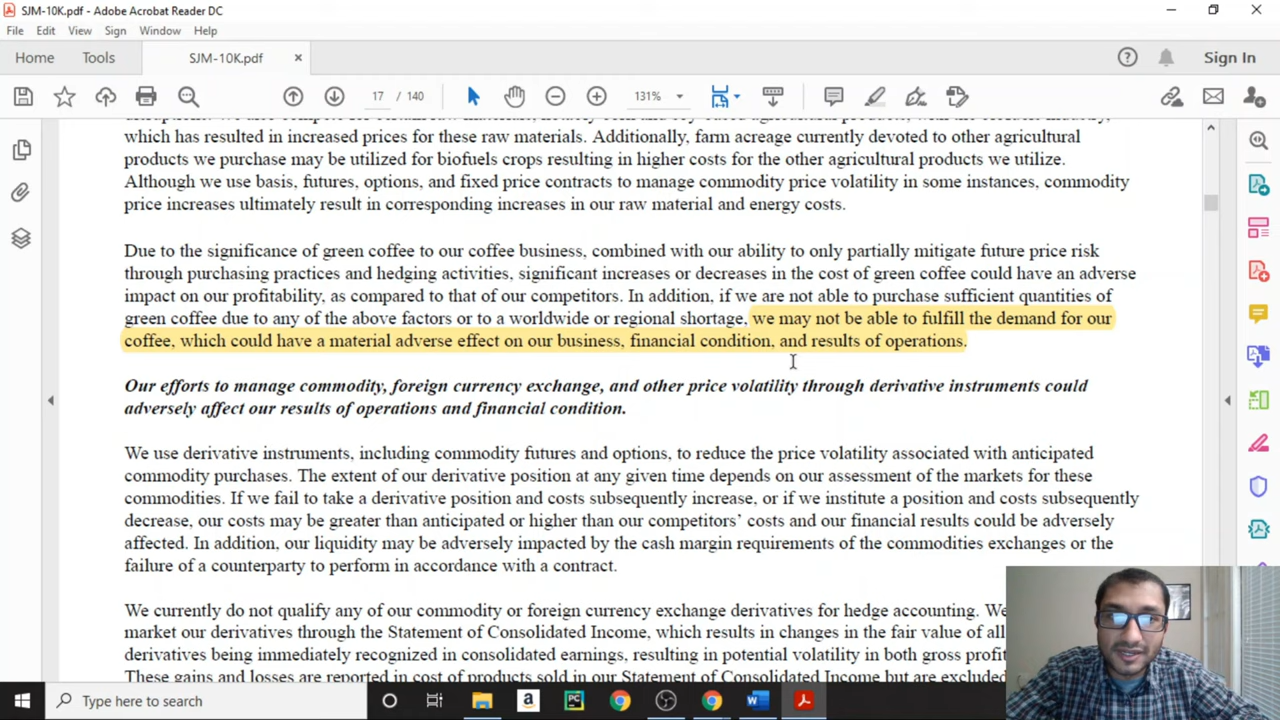 SJM-10K.pdf - Adobe Acrobat Reader DC
File Edit View Sign Window Help
Home Tools SJM-10K.pdf × Sign In
17 / 140 131%
which has resulted in increased prices for these raw materials. Additionally, farm acreage currently devoted to other agricultural
products we purchase may be utilized for biofuels crops resulting in higher costs for the other agricultural products we utilize.
Although we use basis, futures, options, and fixed price contracts to manage commodity price volatility in some instances, commodity
price increases ultimately result in corresponding increases in our raw material and energy costs.
Due to the significance of green coffee to our coffee business, combined with our ability to only partially mitigate future price risk
through purchasing practices and hedging activities, significant increases or decreases in the cost of green coffee could have an adverse
impact on our profitability, as compared to that of our competitors. In addition, if we are not able to purchase sufficient quantities of
green coffee due to any of the above factors or to a worldwide or regional shortage, we may not be able to fulfill the demand for our
coffee, which could have a material adverse effect on our business, financial condition, and results of operations.
Our efforts to manage commodity, foreign currency exchange, and other price volatility through derivative instruments could
adversely affect our results of operations and financial condition.
We use derivative instruments, including commodity futures and options, to reduce the price volatility associated with anticipated
commodity purchases. The extent of our derivative position at any given time depends on our assessment of the markets for these
commodities. If we fail to take a derivative position and costs subsequently increase, or if we institute a position and costs subsequently
decrease, our costs may be greater than anticipated or higher than our competitors’ costs and our financial results could be adversely
affected. In addition, our liquidity may be adversely impacted by the cash margin requirements of the commodities exchanges or the
failure of a counterparty to perform in accordance with a contract.
We currently do not qualify any of our commodity or foreign currency exchange derivatives for hedge accounting. We
market our derivatives through the Statement of Consolidated Income, which results in changes in the fair value of all
derivatives being immediately recognized in consolidated earnings, resulting in potential volatility in both gross profit
These gains and losses are reported in cost of products sold in our Statement of Consolidated Income but are excluded
Type here to search